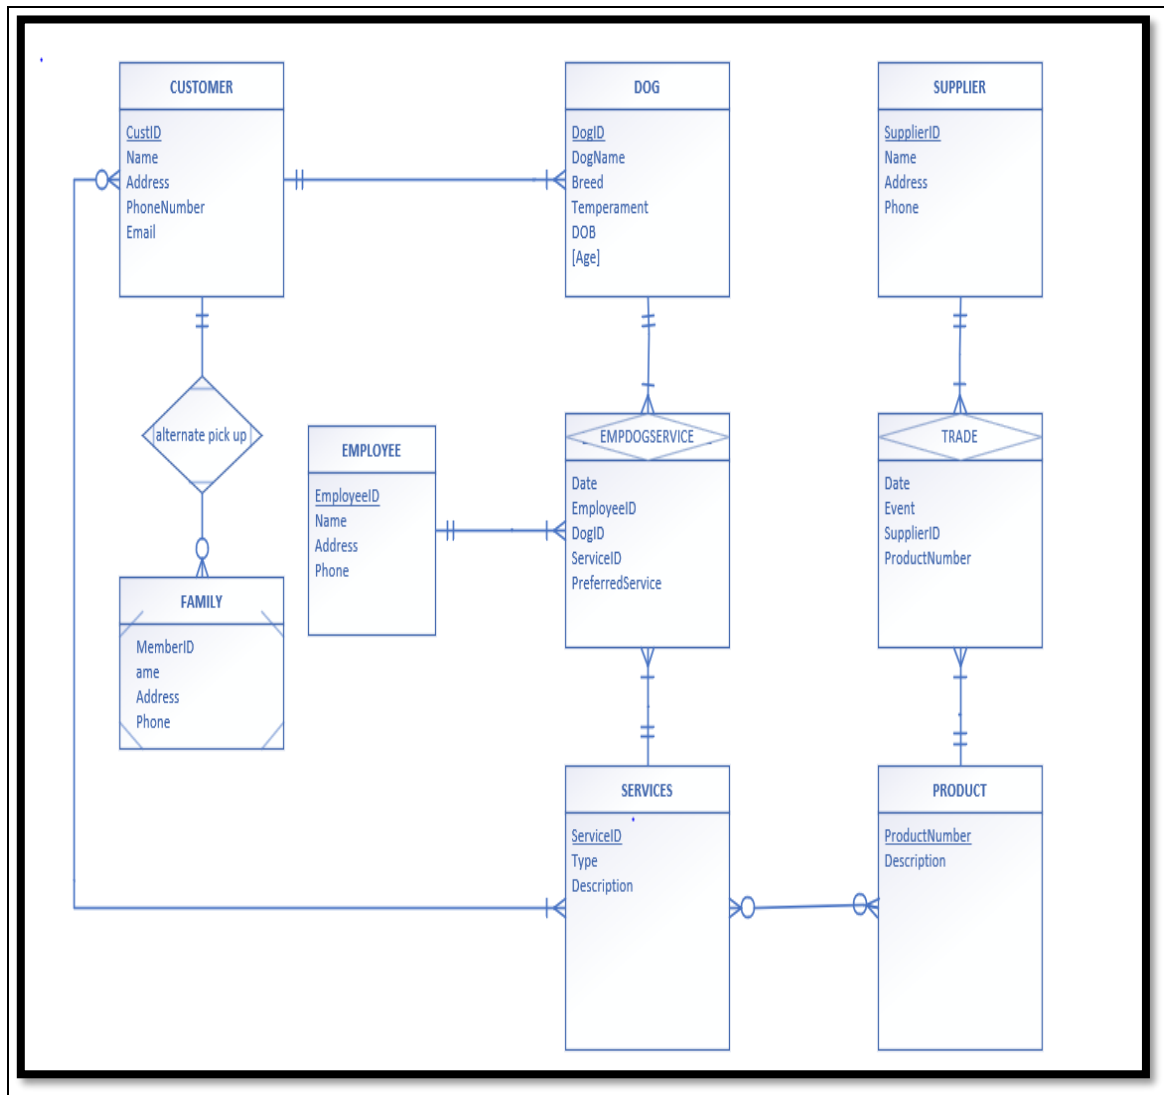 CUSTOMER
CustID
Name
Address
PhoneNumber
Email
DOG
DogID
DogName
Breed
Temperament
DOB
[Age]
SUPPLIER
SupplierID
Name
Address
Phone
alternate pick up
EMPLOYEE
EmployeeID
Name
Address
Phone
EMPDOGSERVICE
Date
EmployeeID
DogID
ServiceID
PreferredService
TRADE
Date
Event
SupplierID
ProductNumber
FAMILY
MemberID
ame
Address
Phone
SERVICES
ServiceID
Type
Description
PRODUCT
ProductNumber
Description